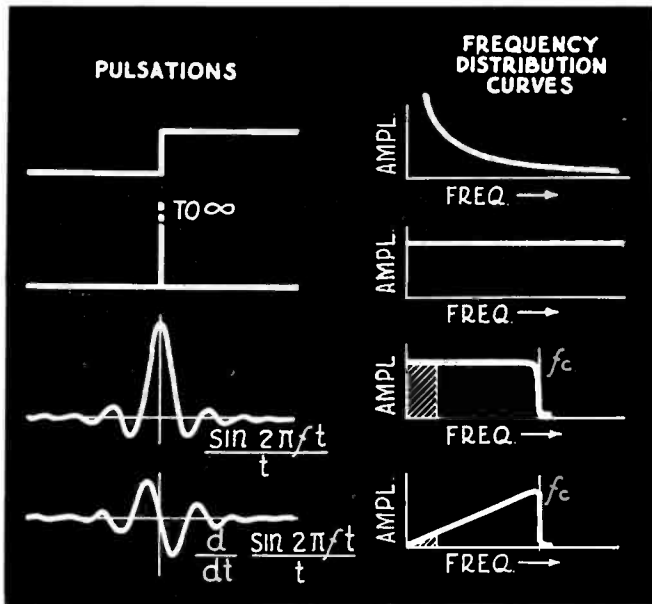 PULSATIONS
FREQUENCY
DISTRIBUTION
CURVES
AMPL.
FREQ. →
TO ∞
AMPL.
FREQ. →
AMPL.
fc
FREQ. →
sin 2πft
t
AMPL.
fc
FREQ. →
d
dt
sin 2πft
t